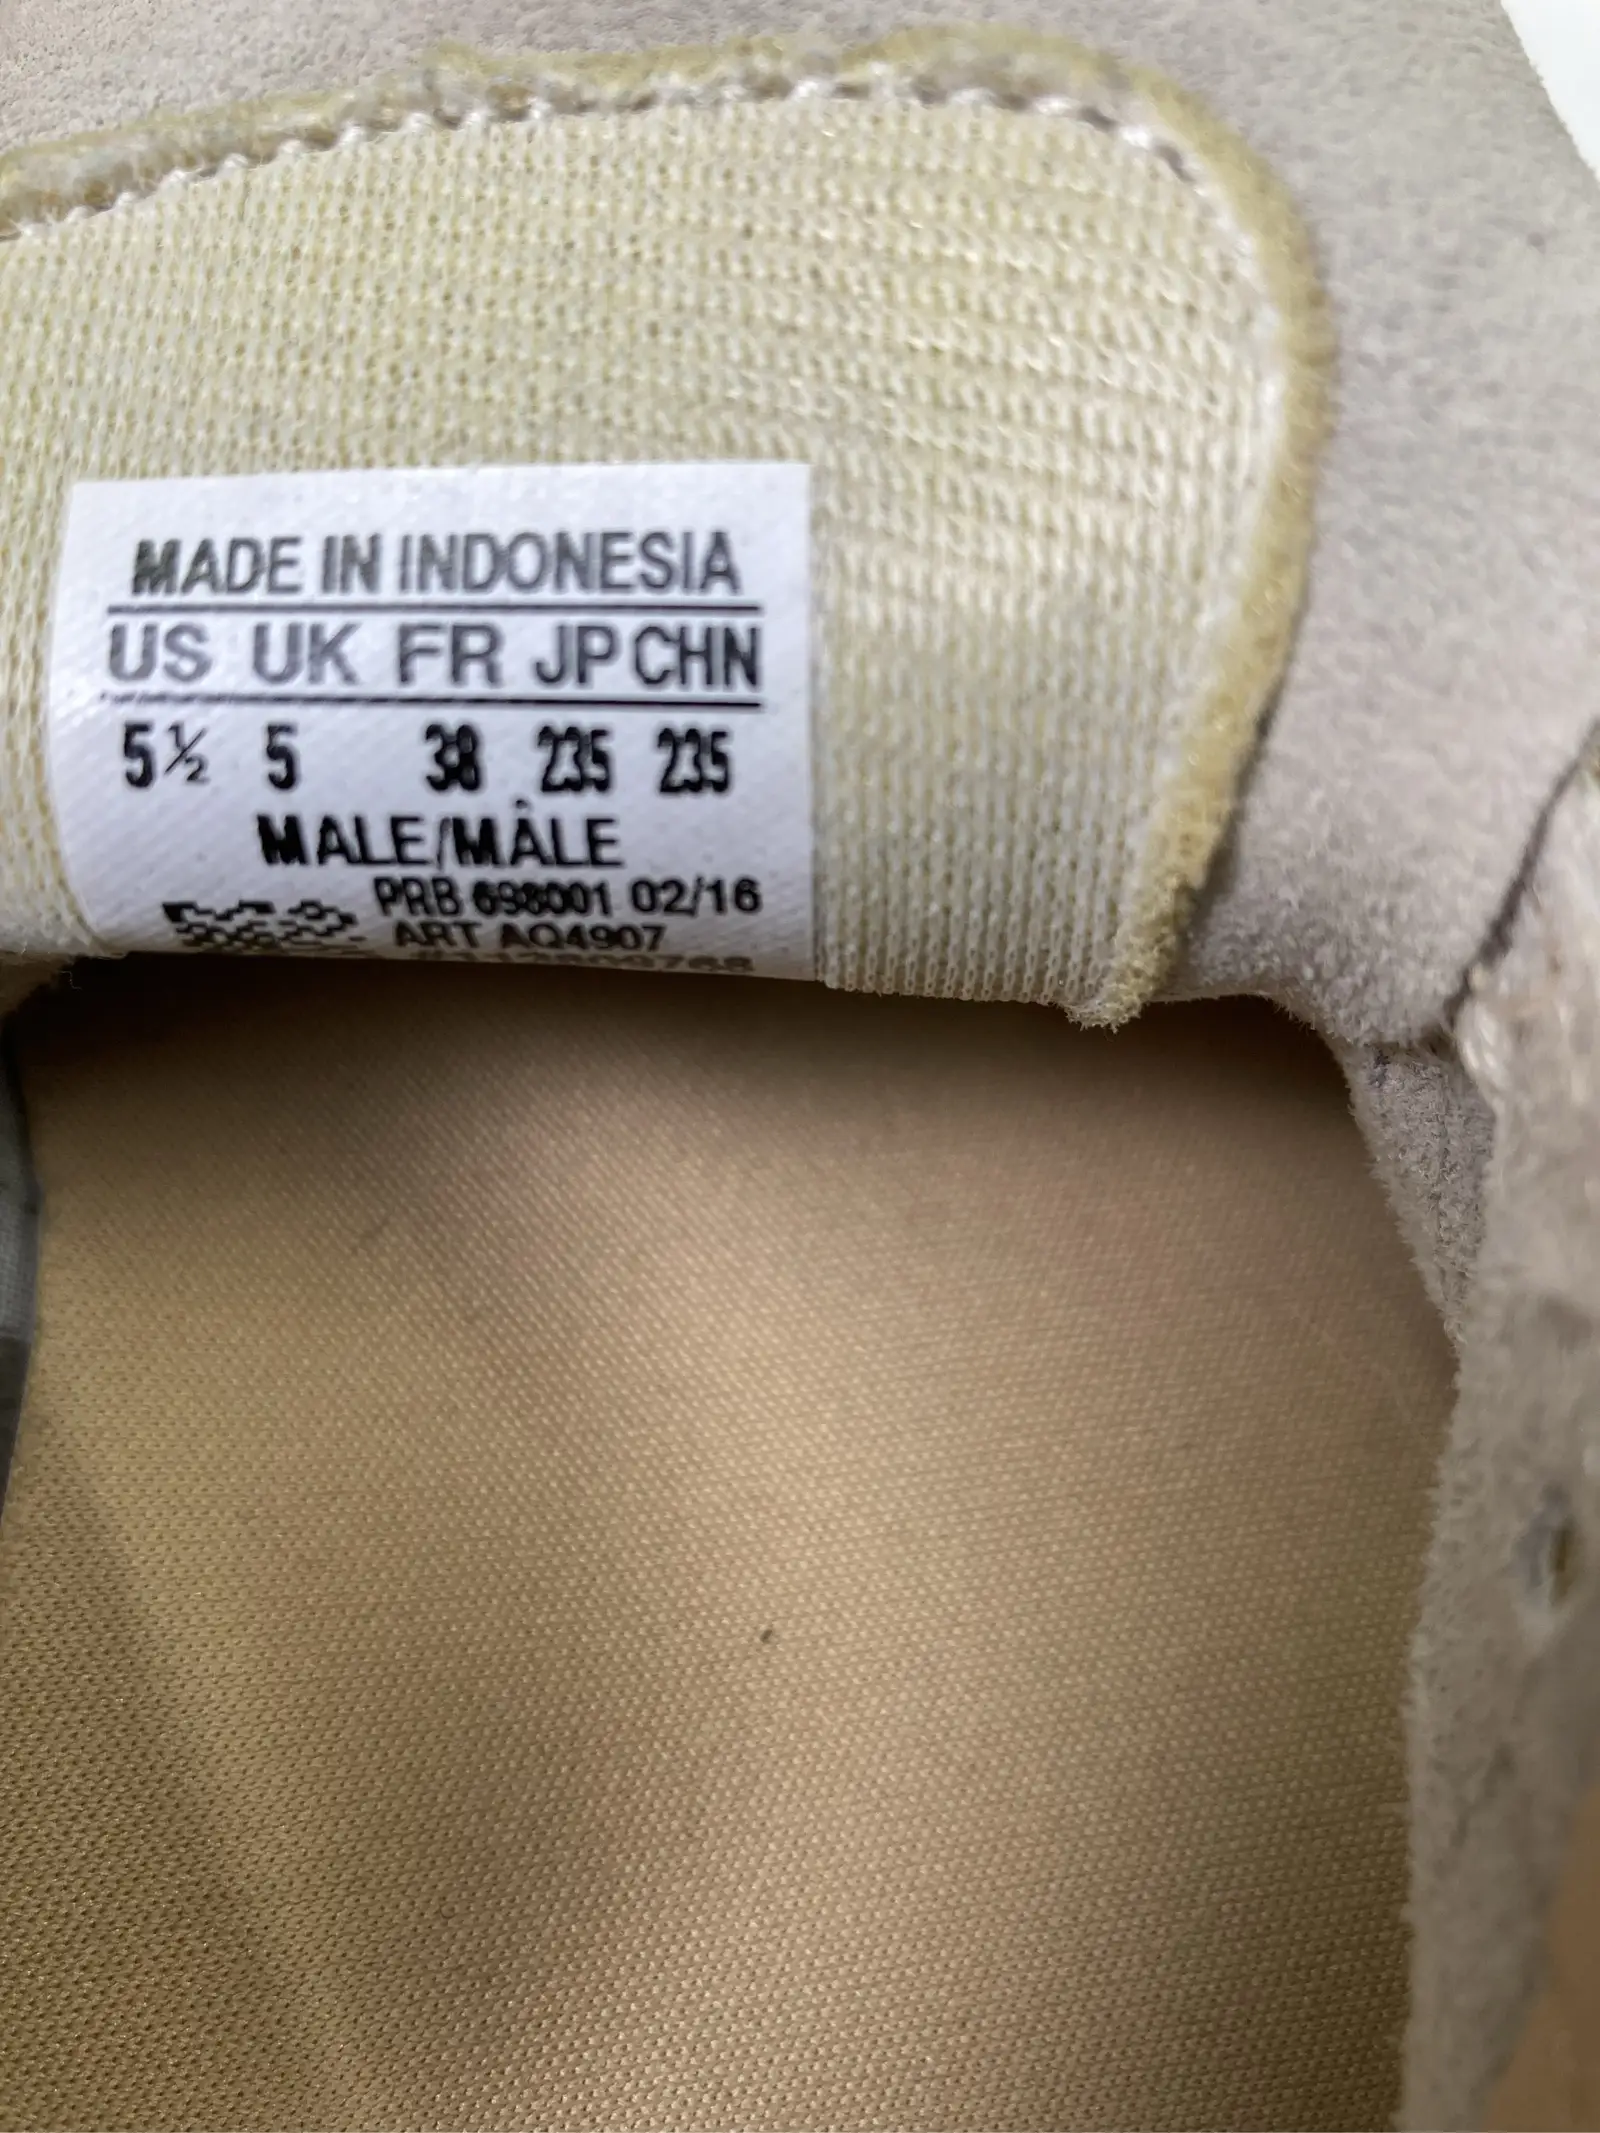 MADE IN INDONESIA
US UK FR JP CHN
5½ 5 38 235 235
MALE/MÂLE
PRB 698001 02/16
ART AQ4907